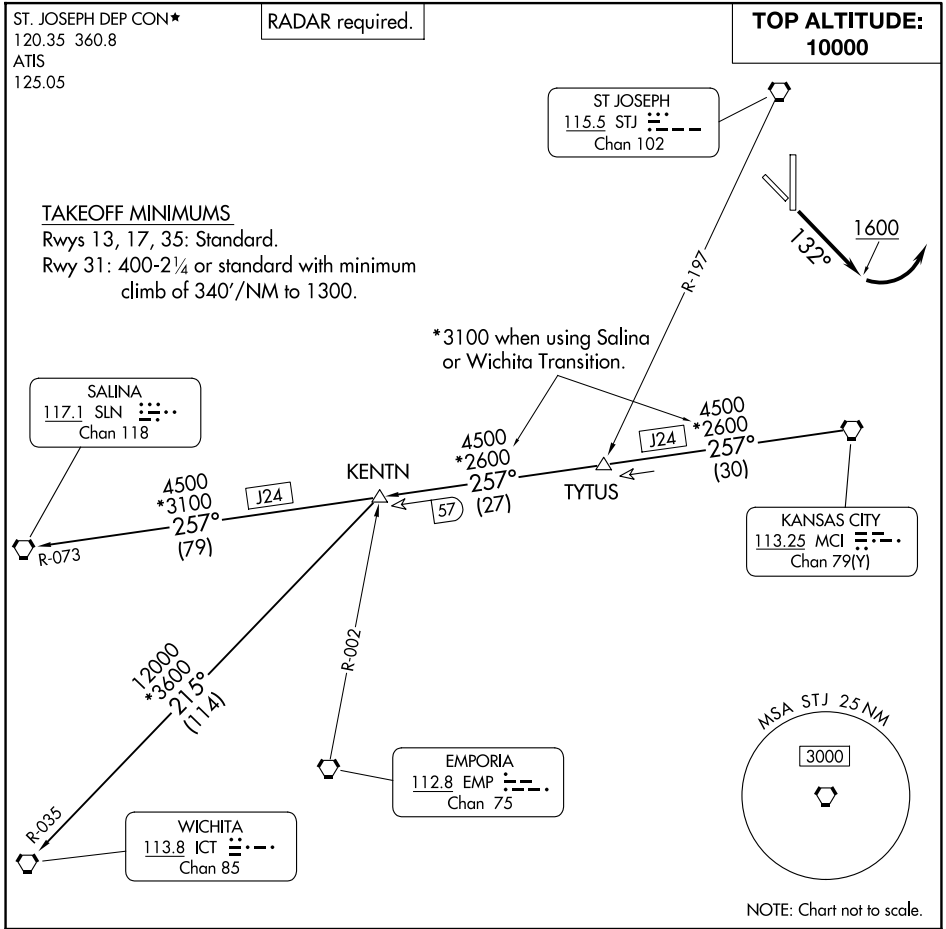 ST. JOSEPH DEP CON★
120.35 360.8
ATIS
125.05
RADAR required.
TOP ALTITUDE:
10000
ST JOSEPH
115.5 STJ
Chan 102
TAKEOFF MINIMUMS
Rwys 13, 17, 35: Standard.
Rwy 31: 400-2¼ or standard with minimum
climb of 340'/NM to 1300.
132°
1600
R-197
*3100 when using Salina
or Wichita Transition.
SALINA
117.1 SLN
Chan 118
4500
*2600
257°
(30)
J24
TYTUS
4500
*2600
257°
(27)
57
KENTN
4500
*3100
257°
(79)
J24
R-073
KANSAS CITY
113.25 MCI
Chan 79(Y)
12000
*3600
215°
(114)
R-035
R-002
EMPORIA
112.8 EMP
Chan 75
WICHITA
113.8 ICT
Chan 85
MSA STJ 25 NM
3000
NOTE: Chart not to scale.